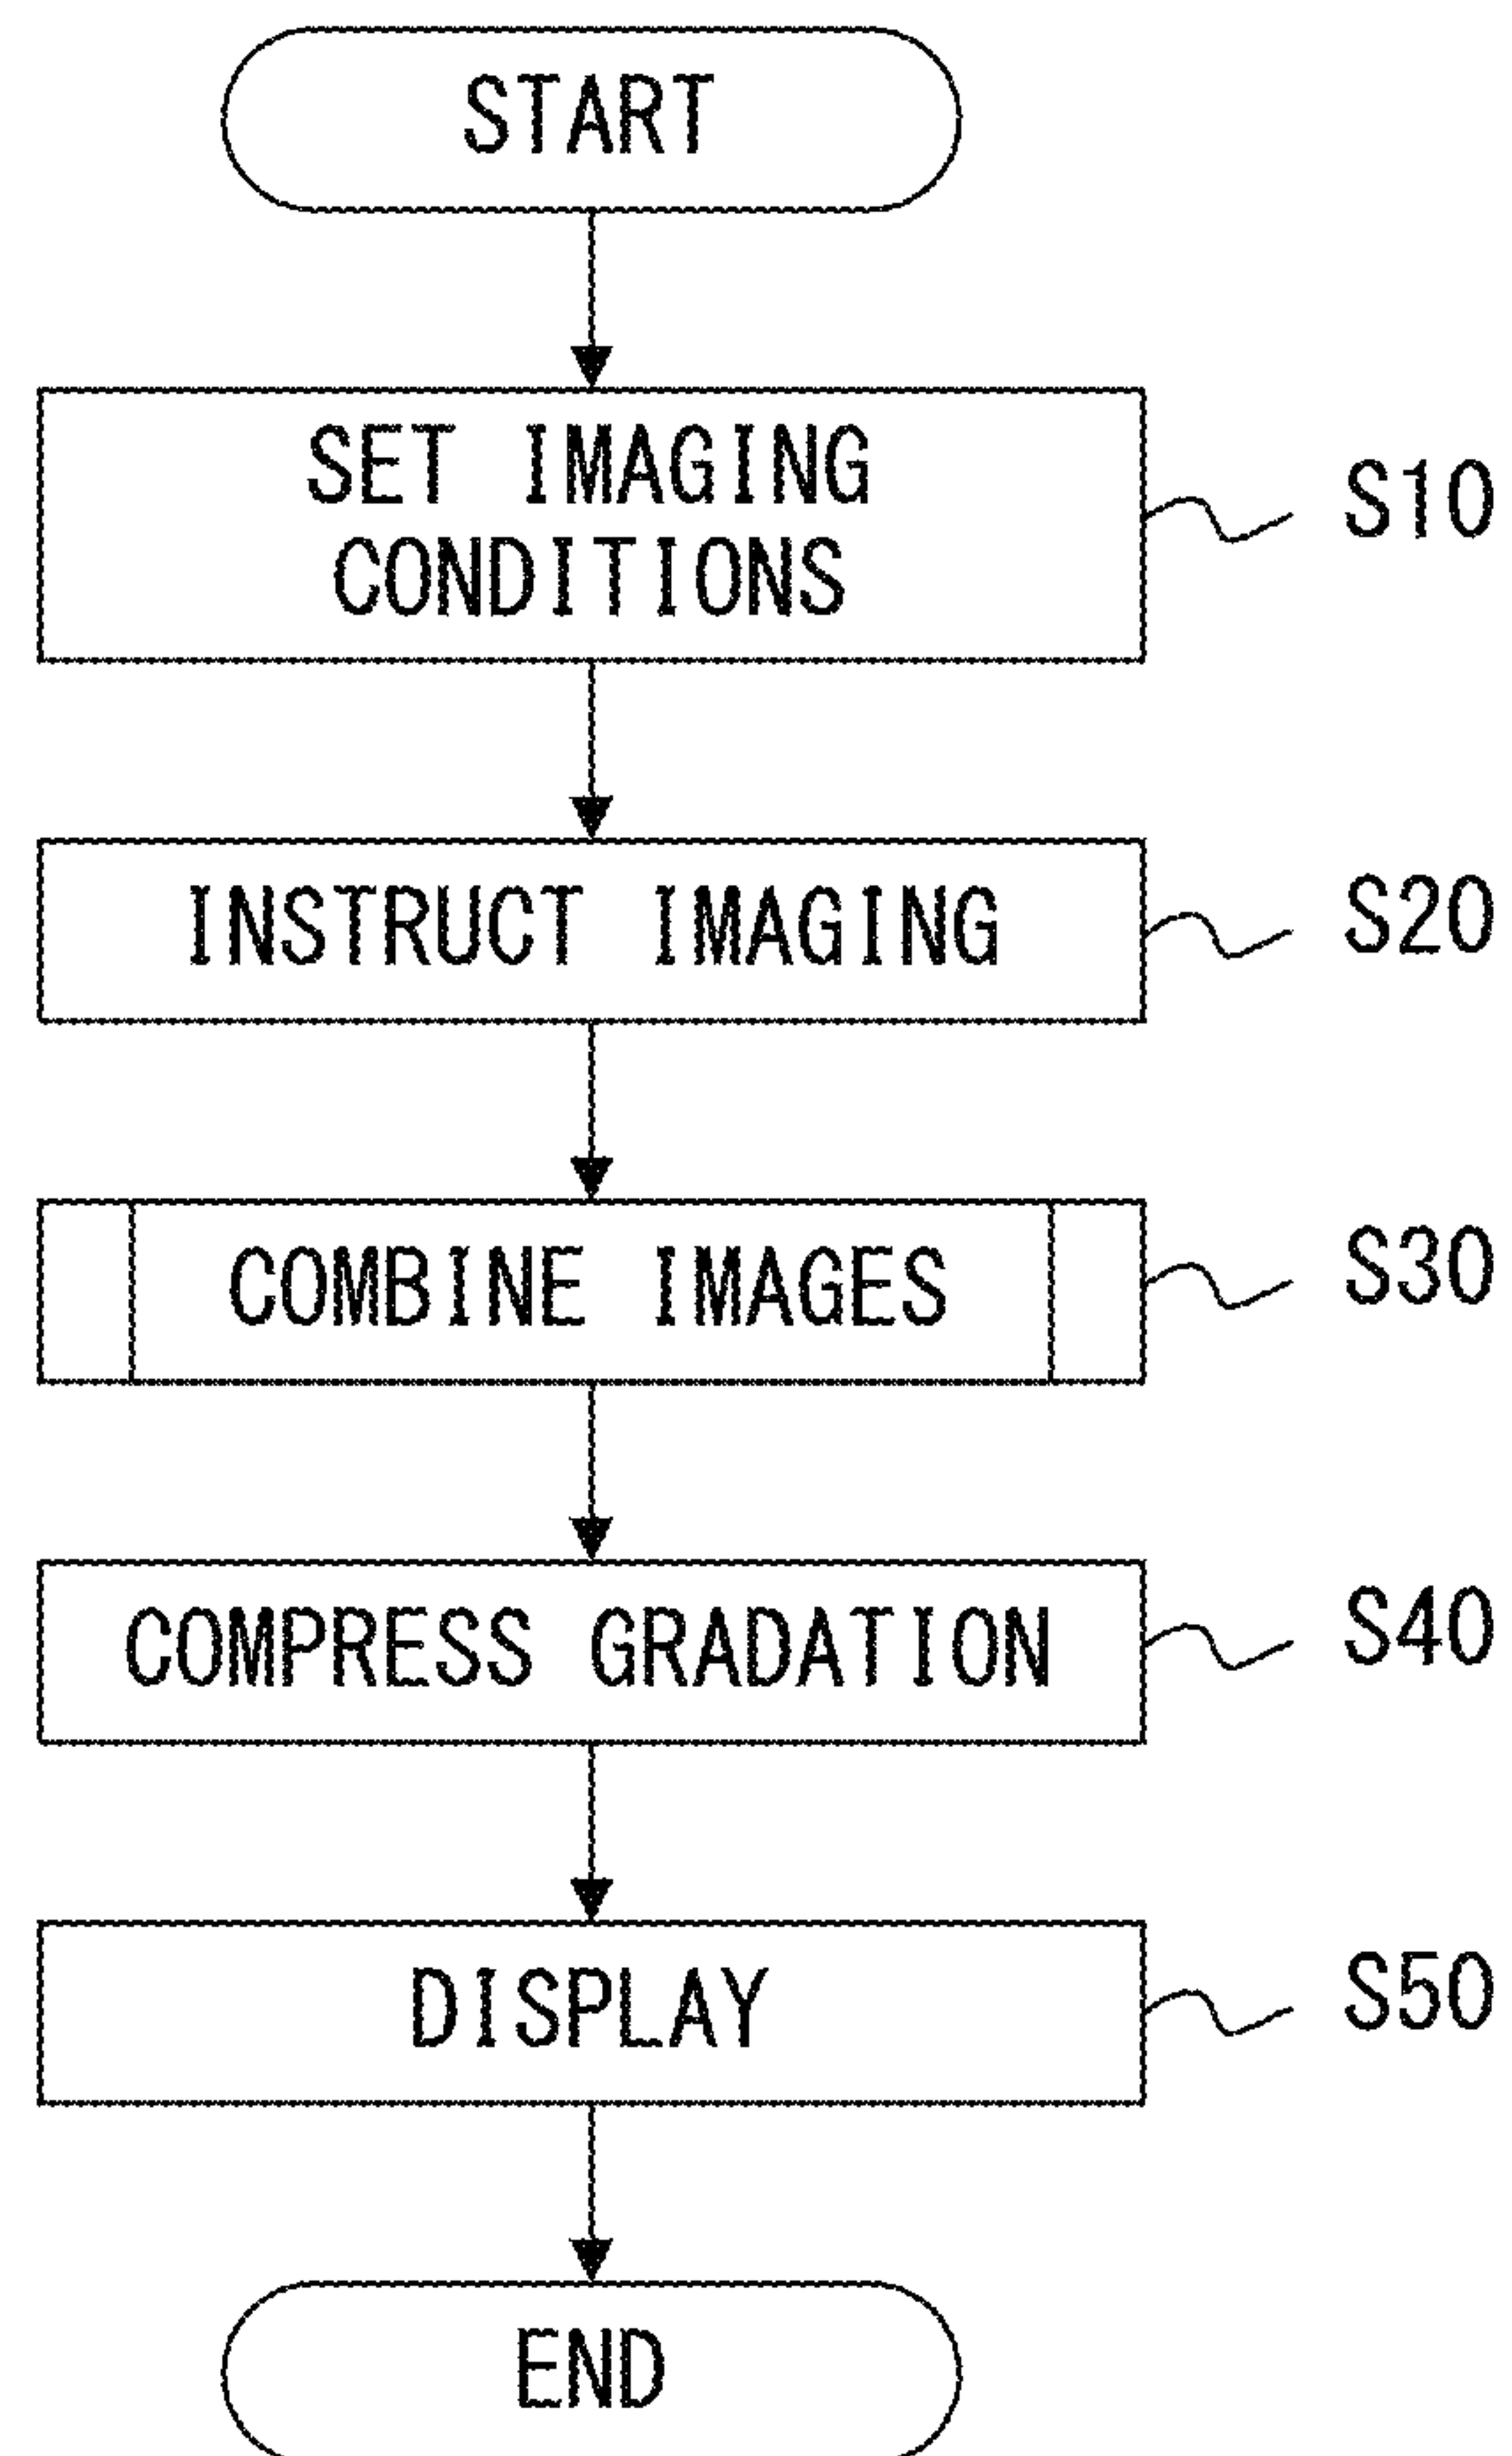 START
SET IMAGING
CONDITIONS
S10
INSTRUCT IMAGING
S20
COMBINE IMAGES
S30
COMPRESS GRADATION
S40
DISPLAY
S50
END